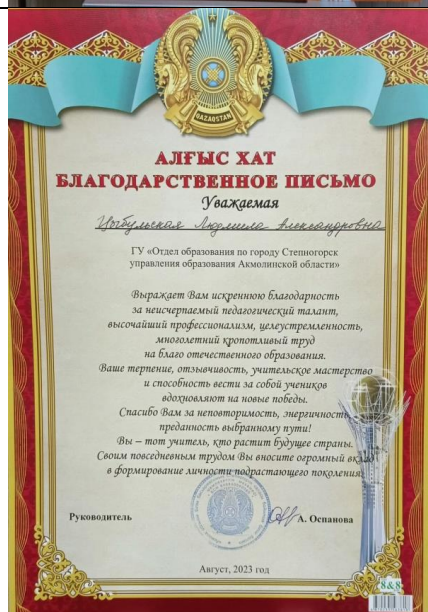 QAZAQSTAN
АЛҒЫС ХАТ
БЛАГОДАРСТВЕННОЕ ПИСЬМО
Уважаемая
Цыбульская Людмила Александровна
ГУ «Отдел образования по городу Степногорск
управления образования Акмолинской области»
Выражает Вам искреннюю благодарность
за неисчерпаемый педагогический талант,
высочайший профессионализм, целеустремленность,
многолетний кропотливый труд
на благо отечественного образования.
Ваше терпение, отзывчивость, учительское мастерство
и способность вести за собой учеников
вдохновляют на новые победы.
Спасибо Вам за неповторимость, энергичность,
преданность выбранному пути!
Вы – тот учитель, кто растит будущее страны.
Своим повседневным трудом Вы вносите огромный вклад
в формирование личности подрастающего поколения.
Руководитель
А. Оспанова
Август, 2023 год
8&8